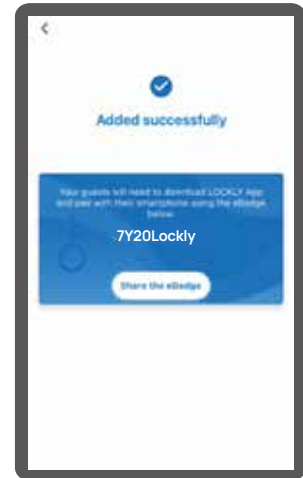 Added successfully
Your guests will need to download LOCKLY App
and pair with their smartphone using the eBadge
below
7Y20Lockly
Share the eBadge